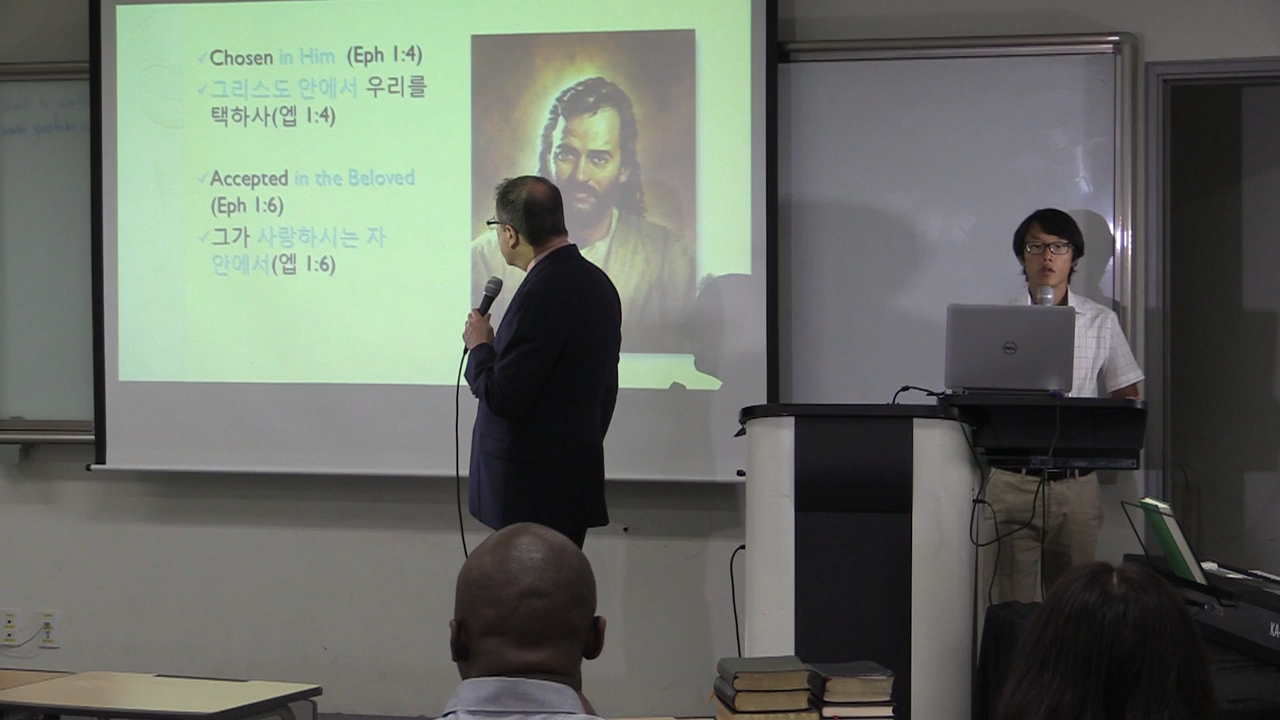 ✓Chosen in Him (Eph 1:4)
✓그리스도 안에서 우리를
택하사(엡 1:4)
✓Accepted in the Beloved
(Eph 1:6)
✓그가 사랑하시는 자
안에서(엡 1:6)
DELL